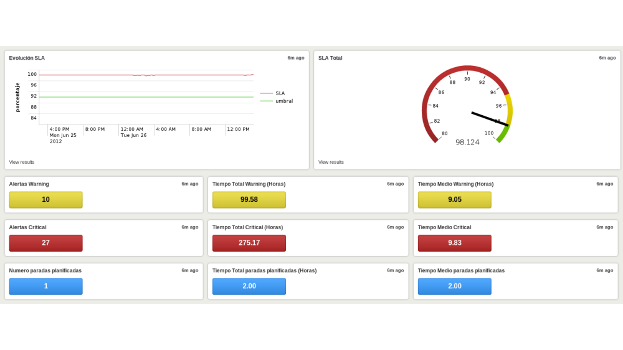 Evolución SLA
6m ago
100
96
92
88
84
porcentaje
4:00 PM
Mon Jun 25
2012
8:00 PM
12:00 AM
Tue Jun 26
4:00 AM
8:00 AM
12:00 PM
SLA
umbral
View results
SLA Total
6m ago
80
82
84
86
88
90
92
94
96
98
100
98.124
View results
Alertas Warning
6m ago
10
Tiempo Total Warning (Horas)
6m ago
99.58
Tiempo Medio Warning (Horas)
6m ago
9.05
Alertas Critical
6m ago
27
Tiempo Total Critical (Horas)
6m ago
275.17
Tiempo Medio Critical
6m ago
9.83
Numero paradas planificadas
6m ago
1
Tiempo Total paradas planificadas (Horas)
6m ago
2.00
Tiempo Medio paradas planificadas
6m ago
2.00